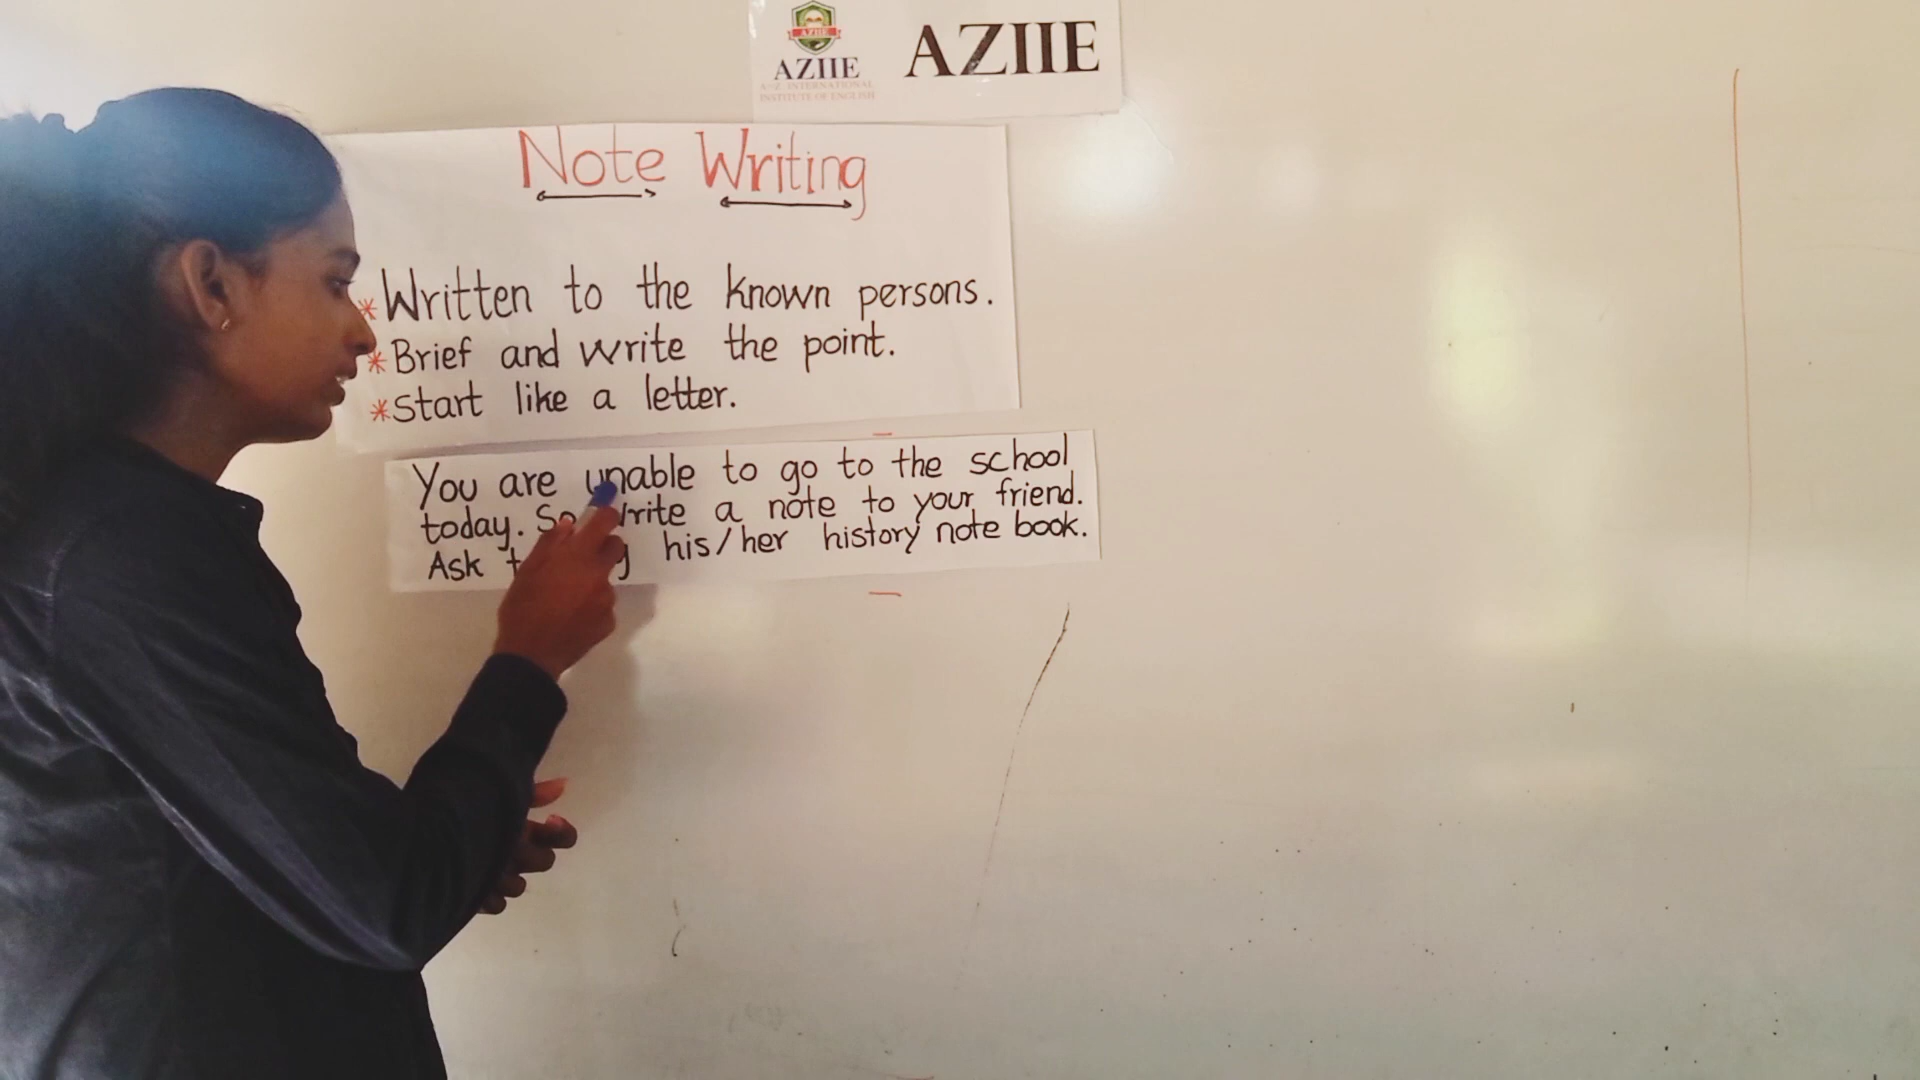 AZIIE
AZIIE
A-Z INTERNATIONAL
INSTITUTE OF ENGLISH
AZIIE
Note Writing
*Written to the known persons.
*Brief and write the point.
*Start like a letter.
You are unable to go to the school
today. So write a note to your friend.
Ask his/her history note book.